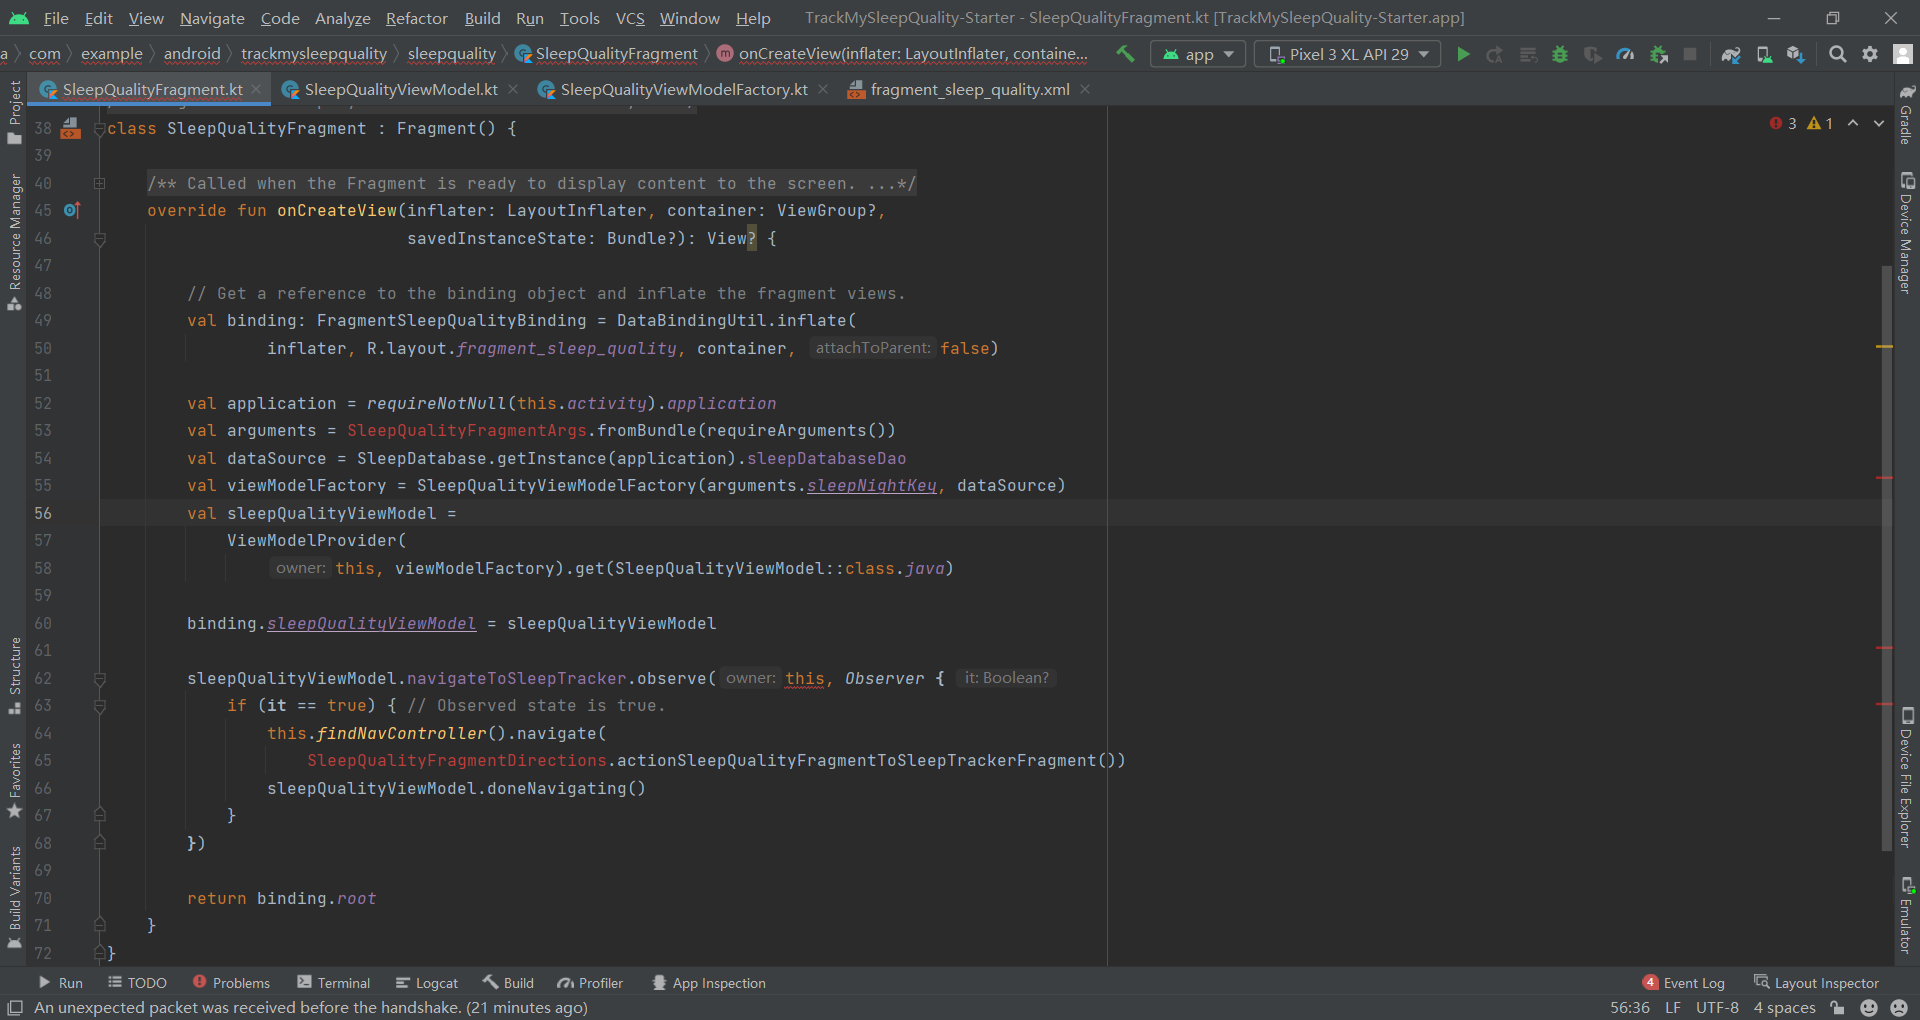 File Edit View Navigate Code Analyze Refactor Build Run Tools VCS Window Help TrackMySleepQuality-Starter - SleepQualityFragment.kt [TrackMySleepQuality-Starter.app]
a com example android trackmysleepquality sleepquality SleepQualityFragment m onCreateView(inflater: LayoutInflater, containe... app Pixel 3 XL API 29
SleepQualityFragment.kt SleepQualityViewModel.kt SleepQualityViewModelFactory.kt fragment_sleep_quality.xml
38 class SleepQualityFragment : Fragment() { 3 1
39
40 /** Called when the Fragment is ready to display content to the screen. ...*/
45 override fun onCreateView(inflater: LayoutInflater, container: ViewGroup?,
46 savedInstanceState: Bundle?): View? {
47
48 // Get a reference to the binding object and inflate the fragment views.
49 val binding: FragmentSleepQualityBinding = DataBindingUtil.inflate(
50 inflater, R.layout.fragment_sleep_quality, container, attachToParent: false)
51
52 val application = requireNotNull(this.activity).application
53 val arguments = SleepQualityFragmentArgs.fromBundle(requireArguments())
54 val dataSource = SleepDatabase.getInstance(application).sleepDatabaseDao
55 val viewModelFactory = SleepQualityViewModelFactory(arguments.sleepNightKey, dataSource)
56 val sleepQualityViewModel =
57 ViewModelProvider(
58 owner: this, viewModelFactory).get(SleepQualityViewModel::class.java)
59
60 binding.sleepQualityViewModel = sleepQualityViewModel
61
62 sleepQualityViewModel.navigateToSleepTracker.observe( owner: this, Observer { it: Boolean?
63 if (it == true) { // Observed state is true.
64 this.findNavController().navigate(
65 SleepQualityFragmentDirections.actionSleepQualityFragmentToSleepTrackerFragment())
66 sleepQualityViewModel.doneNavigating()
67 }
68 })
69
70 return binding.root
71 }
72 }
Project
Resource Manager
Structure
Favorites
Build Variants
Gradle
Device Manager
Device File Explorer
Emulator
Run TODO Problems Terminal Logcat Build Profiler App Inspection 4 Event Log Layout Inspector
An unexpected packet was received before the handshake. (21 minutes ago) 56:36 LF UTF-8 4 spaces